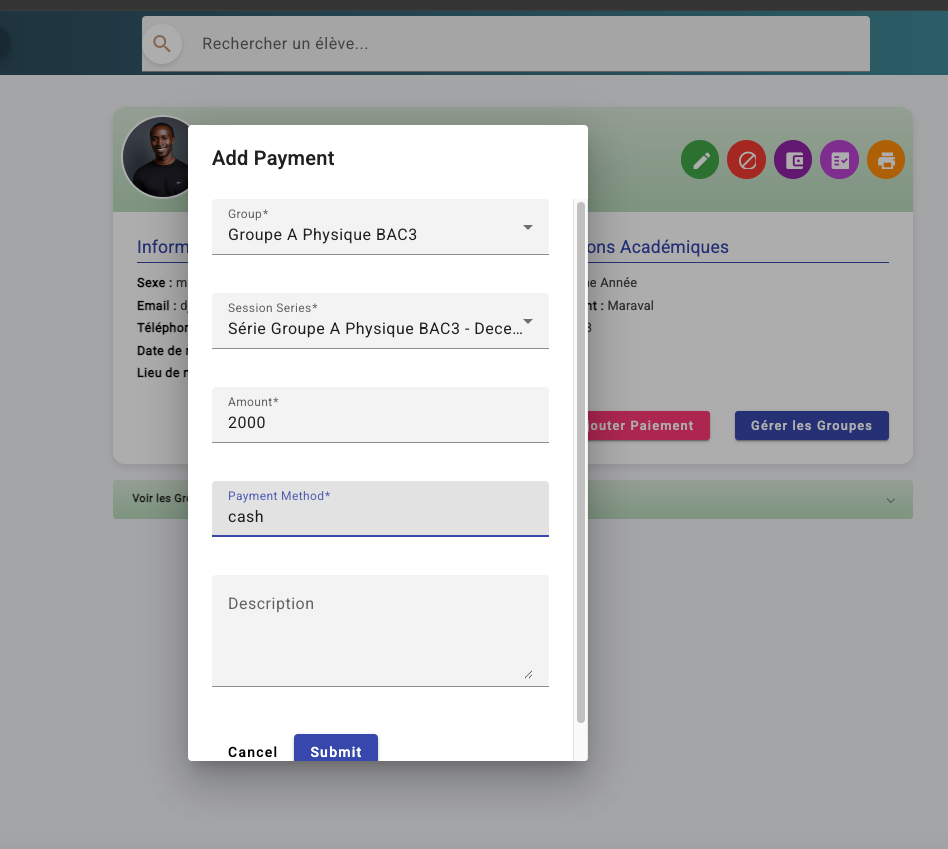 Rechercher un élève...
Add Payment
Group*
Groupe A Physique BAC3
Session Series*
Série Groupe A Physique BAC3 - Dece...
Amount*
2000
Payment Method*
cash
Description
Cancel
Submit
Inform
Sexe : m
Email : d
Téléphor
Date de
Lieu de
ons Académiques
e Année
nt : Maraval
3
outer Paiement
Gérer les Groupes
Voir les Gr